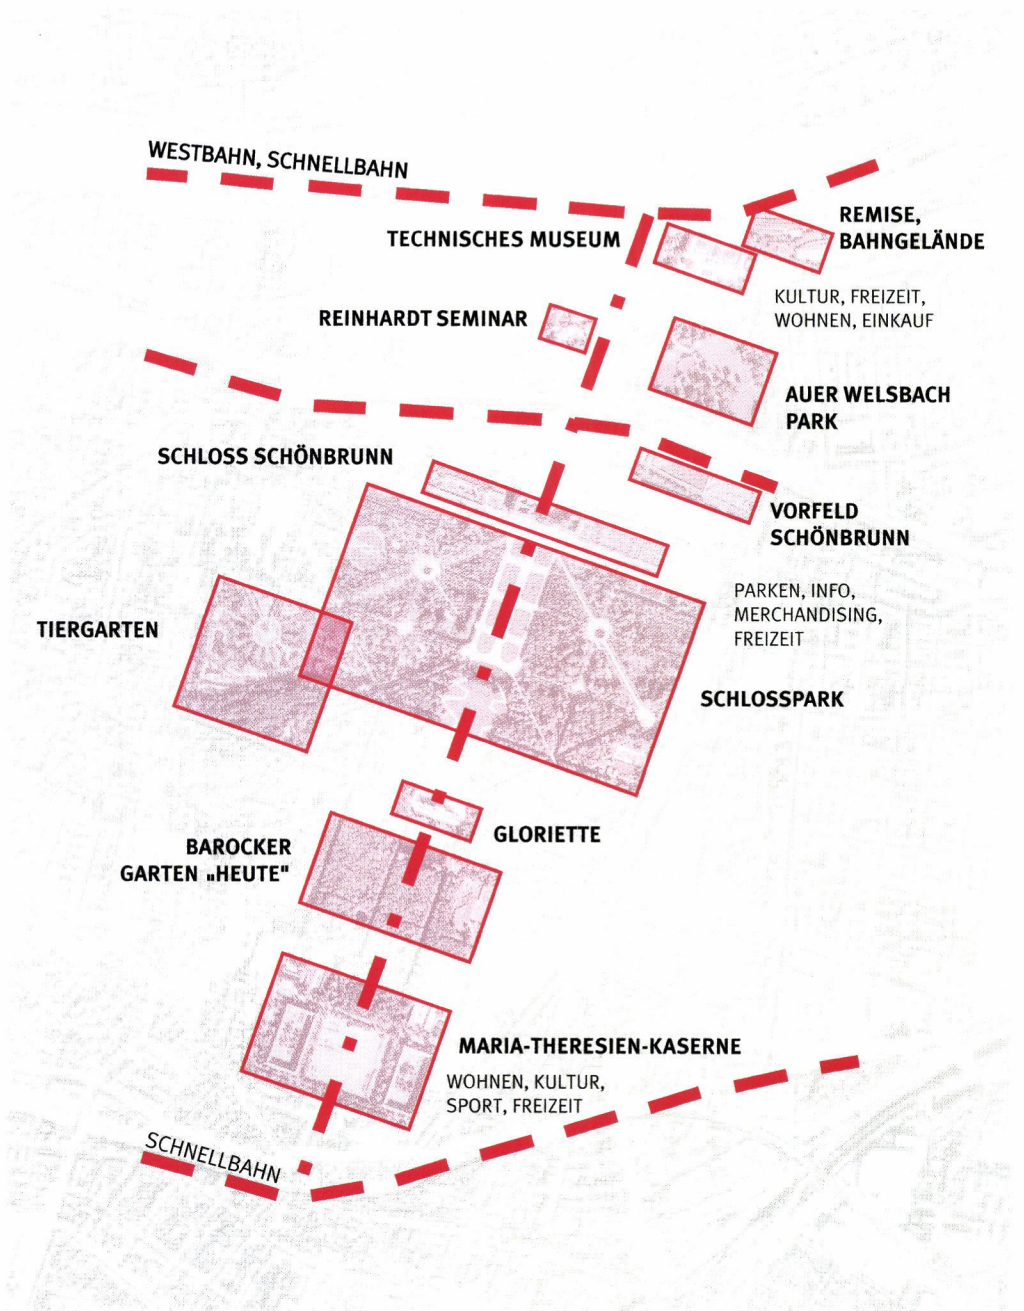 WESTBAHN, SCHNELLBAHN
REMISE,
BAHNGELÄNDE
TECHNISCHES MUSEUM
KULTUR, FREIZEIT,
WOHNEN, EINKAUF
REINHARDT SEMINAR
AUER WELSBACH
PARK
SCHLOSS SCHÖNBRUNN
VORFELD
SCHÖNBRUNN
PARKEN, INFO,
MERCHANDISING,
FREIZEIT
TIERGARTEN
SCHLOSSPARK
GLORIETTE
BAROCKER
GARTEN „HEUTE"
MARIA-THERESIEN-KASERNE
WOHNEN, KULTUR,
SPORT, FREIZEIT
SCHNELLBAHN